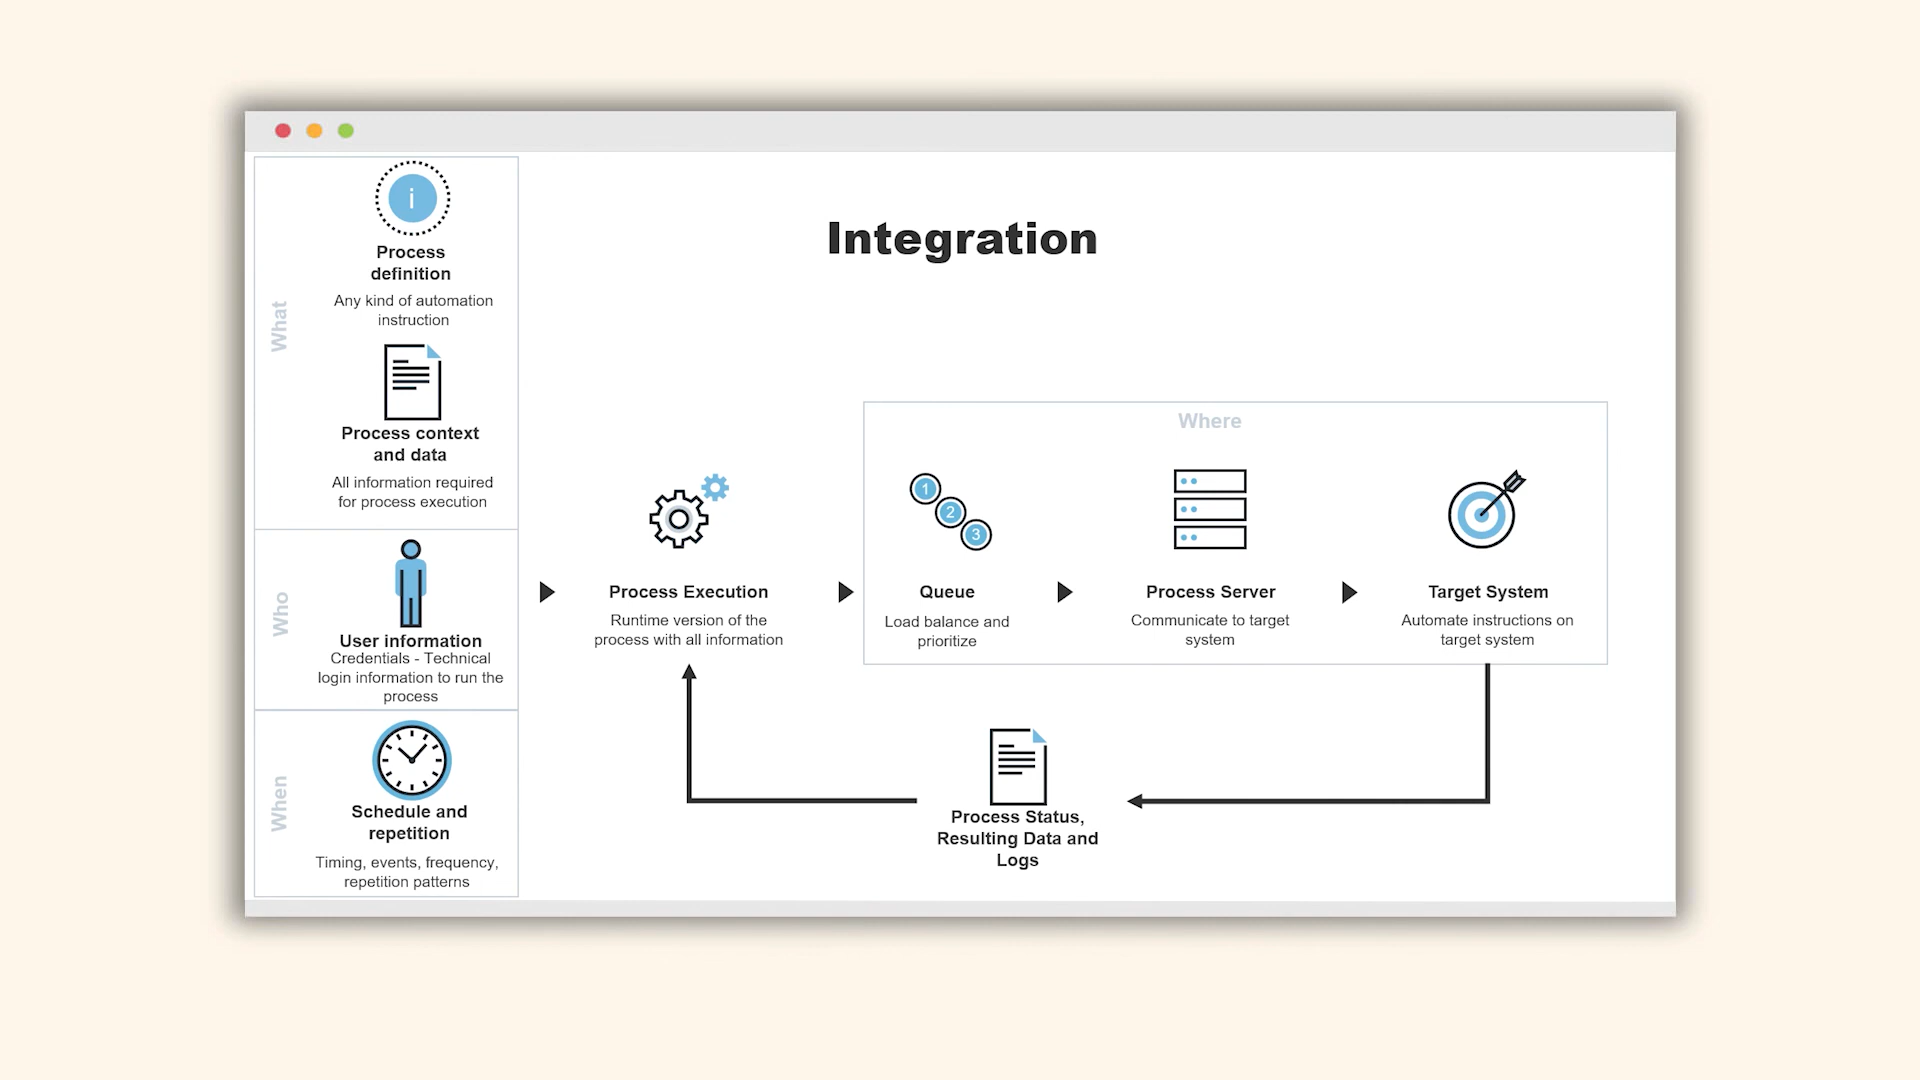 Integration
What
i
Process
definition
Any kind of automation
instruction
Process context
and data
All information required
for process execution
Who
User information
Credentials - Technical
login information to run the
process
When
Schedule and
repetition
Timing, events, frequency,
repetition patterns
Process Execution
Runtime version of the
process with all information
Where
1
2
3
Queue
Load balance and
prioritize
Process Server
Communicate to target
system
Target System
Automate instructions on
target system
Process Status,
Resulting Data and
Logs